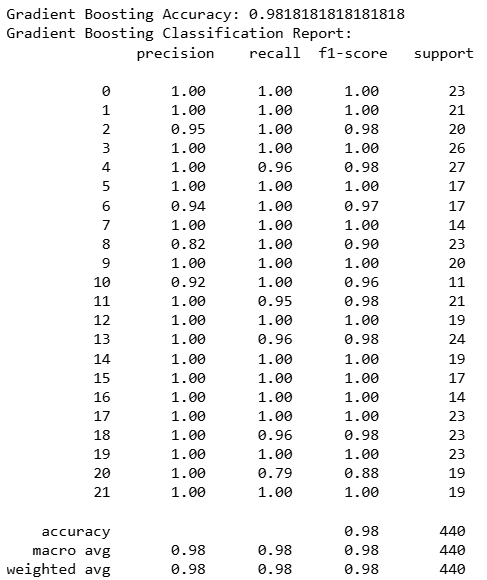 Gradient Boosting Accuracy: 0.9818181818181818
Gradient Boosting Classification Report:
precision recall f1-score support
0 1.00 1.00 1.00 23
1 1.00 1.00 1.00 21
2 0.95 1.00 0.98 20
3 1.00 1.00 1.00 26
4 1.00 0.96 0.98 27
5 1.00 1.00 1.00 17
6 0.94 1.00 0.97 17
7 1.00 1.00 1.00 14
8 0.82 1.00 0.90 23
9 1.00 1.00 1.00 20
10 0.92 1.00 0.96 11
11 1.00 0.95 0.98 21
12 1.00 1.00 1.00 19
13 1.00 0.96 0.98 24
14 1.00 1.00 1.00 19
15 1.00 1.00 1.00 17
16 1.00 1.00 1.00 14
17 1.00 1.00 1.00 23
18 1.00 0.96 0.98 23
19 1.00 1.00 1.00 23
20 1.00 0.79 0.88 19
21 1.00 1.00 1.00 19
accuracy 0.98 440
macro avg 0.98 0.98 0.98 440
weighted avg 0.98 0.98 0.98 440